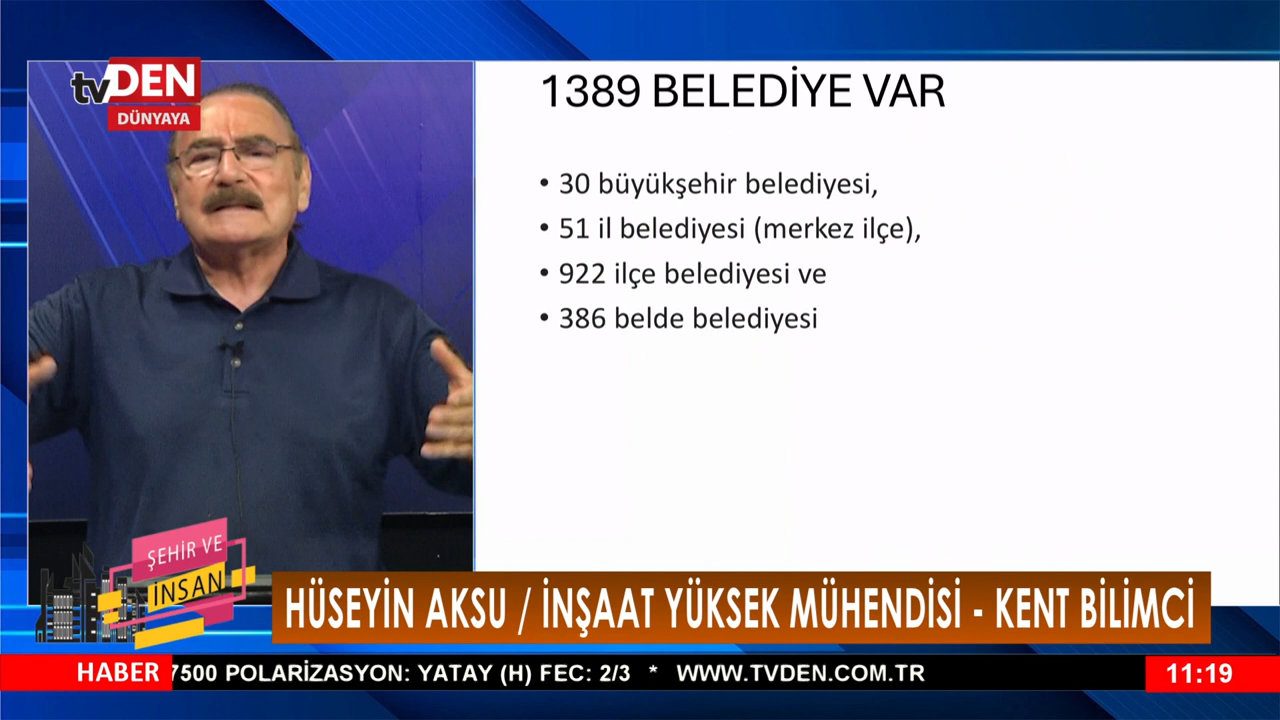 tvDEN
DÜNYAYA
1389 BELEDİYE VAR
• 30 büyükşehir belediyesi,
• 51 il belediyesi (merkez ilçe),
• 922 ilçe belediyesi ve
• 386 belde belediyesi
ŞEHİR VE
İNSAN
HÜSEYİN AKSU / İNŞAAT YÜKSEK MÜHENDİSİ - KENT BİLİMCİ
HABER 7500 POLARİZASYON: YATAY (H) FEC: 2/3 * WWW.TVDEN.COM.TR 11:19